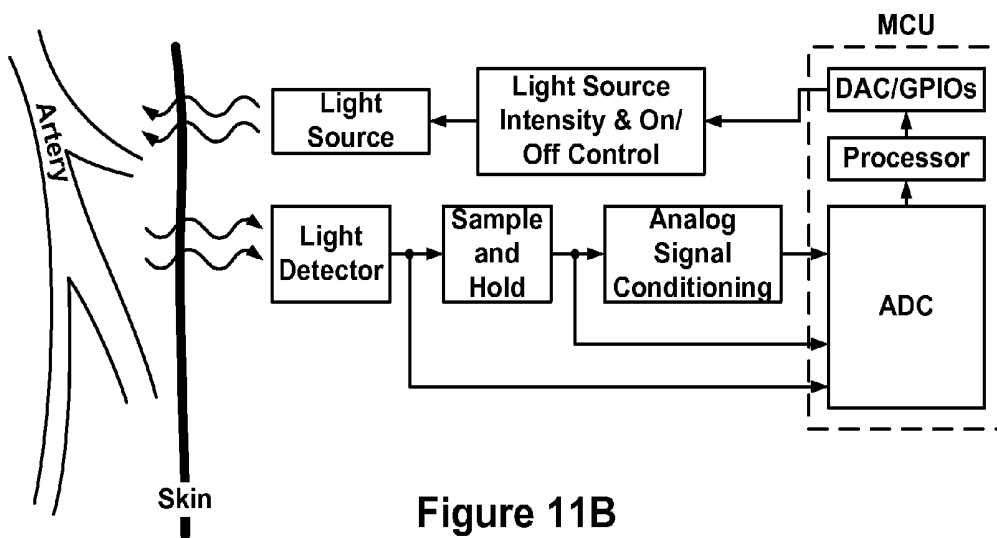 MCU
Artery
Light
Source
Light Source
Intensity & On/
Off Control
DAC/GPIOs
Processor
Light
Detector
Sample
and
Hold
Analog
Signal
Conditioning
ADC
Skin
Figure 11B